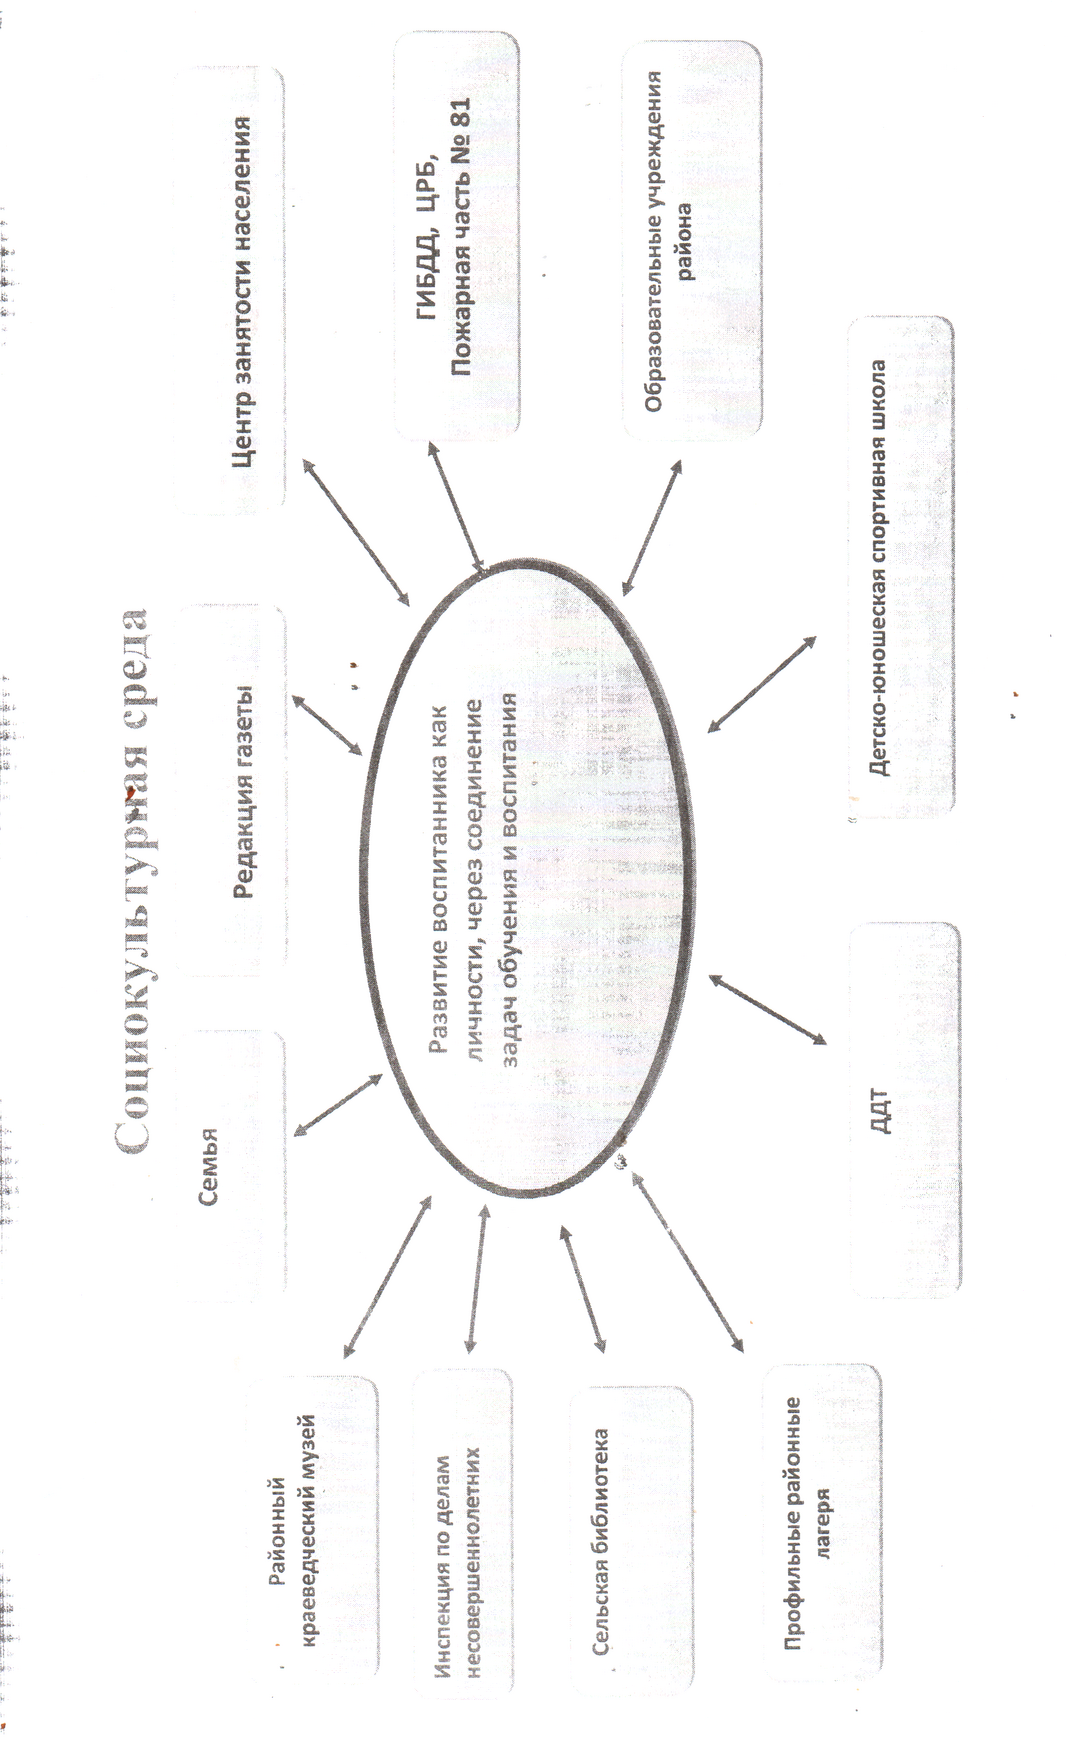 Социокультурная среда
Семья
Редакция газеты
Центр занятости населения
Районный
краеведческий музей
ГИБДД, ЦРБ,
Пожарная часть № 81
Инспекция по делам
несовершеннолетних
Развитие воспитанника как
личности, через соединение
задач обучения и воспитания
Образовательные учреждения
района
Сельская библиотека
Профильные районные
лагеря
ДДТ
Детско-юношеская спортивная школа